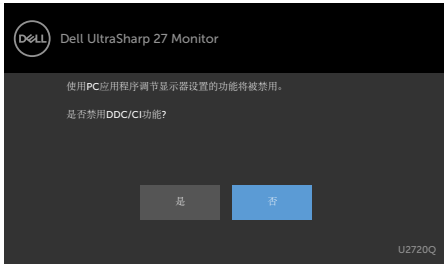 DELL Dell UltraSharp 27 Monitor
使用PC应用程序调节显示器设置的功能将被禁用。
是否禁用DDC/CI功能?
是 否
U2720Q